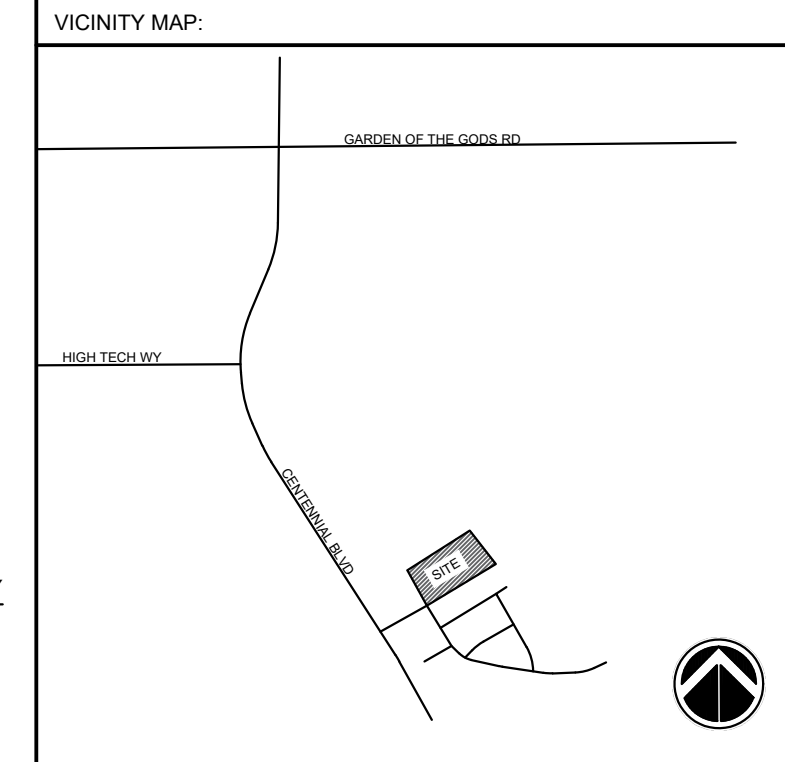 VICINITY MAP:
GARDEN OF THE GODS RD
HIGH TECH WY
CENTENNIAL BLVD
SITE